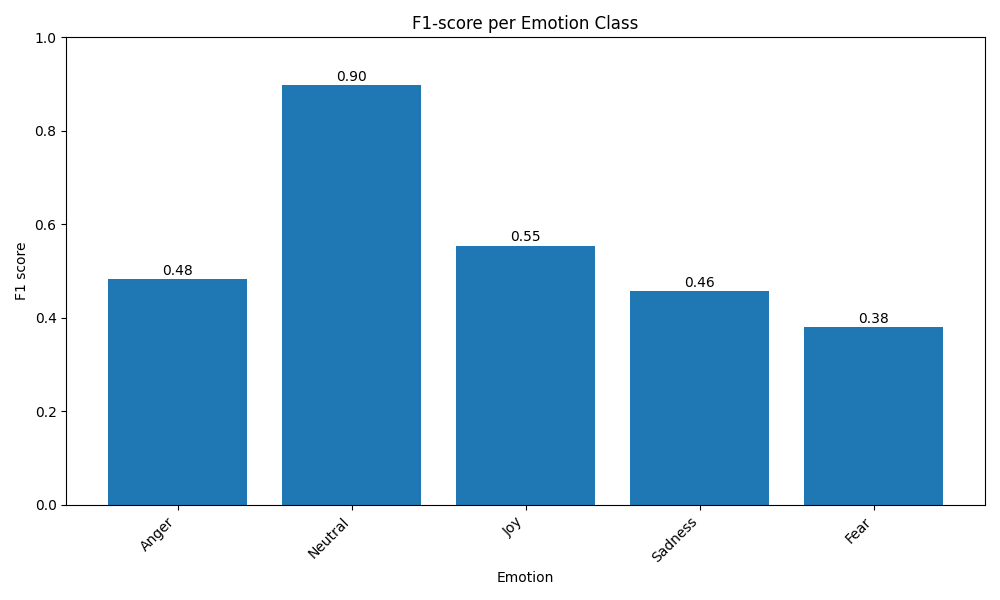 F1-score per Emotion Class
F1 score
1.0
0.8
0.6
0.4
0.2
0.0
0.48
0.90
0.55
0.46
0.38
Anger
Neutral
Joy
Sadness
Fear
Emotion